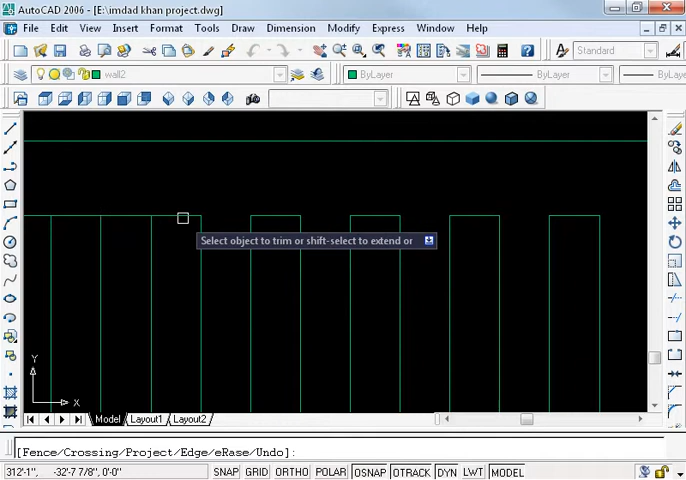 AutoCAD 2006 - [E:\imdad khan project.dwg]
File Edit View Insert Format Tools Draw Dimension Modify Express Window Help
Standard
wall2 ByLayer ByLayer ByLayer
Select object to trim or shift-select to extend or
Y
X
Model Layout1 Layout2
[Fence/Crossing/Project/Edge/eRase/Undo]:
312'-1", -32'-7 7/8", 0'-0" SNAP GRID ORTHO POLAR OSNAP OTRACK DYN LWT MODEL